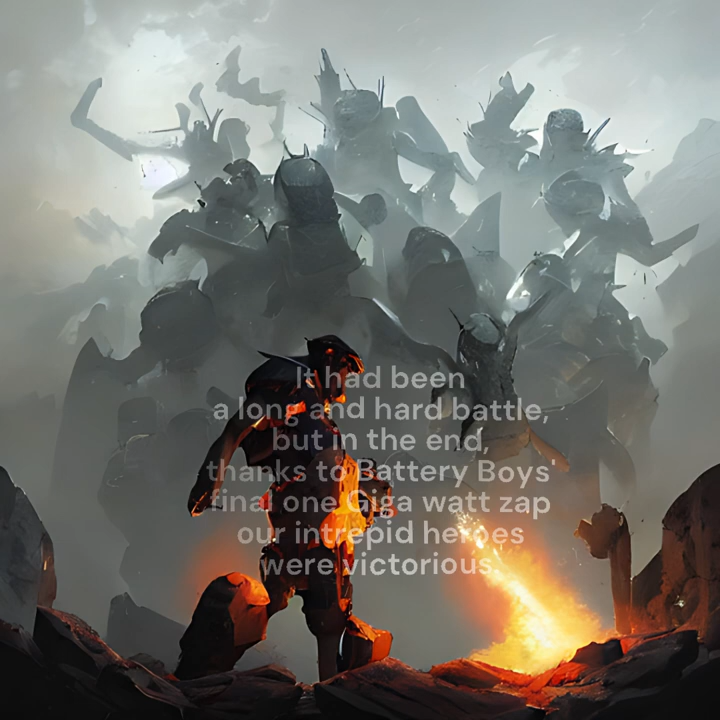 It had been
a long and hard battle,
but in the end,
thanks to Battery Boys'
final one Giga watt zap
our intrepid heroes
were victorious.